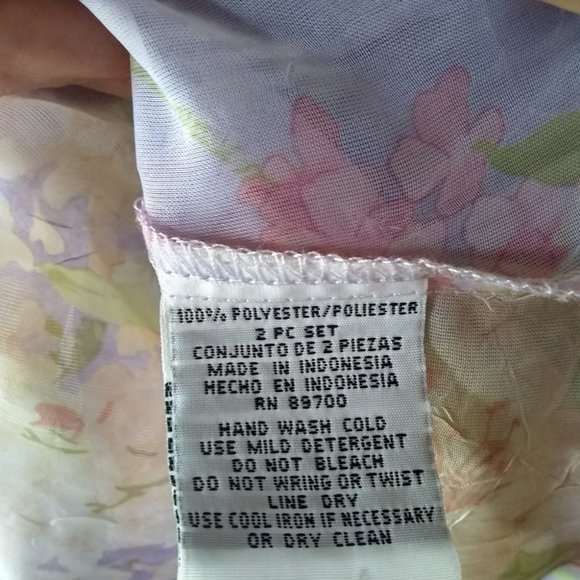 100% POLYESTER/POLIESTER
2 PC SET
CONJUNTO DE 2 PIEZAS
MADE IN INDONESIA
HECHO EN INDONESIA
RN 89700
HAND WASH COLD
USE MILD DETERGENT
DO NOT BLEACH
DO NOT WRING OR TWIST
LINE DRY
USE COOL IRON IF NECESSARY
OR DRY CLEAN